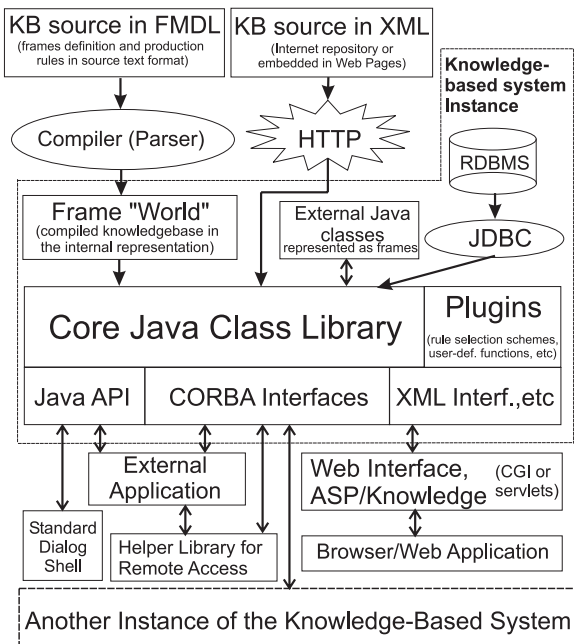 KB source in FMDL
(frames definition and production
rules in source text format)
KB source in XML
(Internet repository or
embedded in Web Pages)
Knowledge-
based system
Instance
Compiler (Parser)
HTTP
RDBMS
Frame "World"
(compiled knowledgebase in
the internal representation)
External Java
classes
represented as frames
JDBC
Core Java Class Library
Plugins
(rule selection schemes,
user-def. functions, etc)
Java API
CORBA Interfaces
XML Interf.,etc
External
Application
Web Interface,
ASP/Knowledge
(CGI or
servlets)
Standard
Dialog
Shell
Helper Library for
Remote Access
Browser/Web Application
Another Instance of the Knowledge-Based System